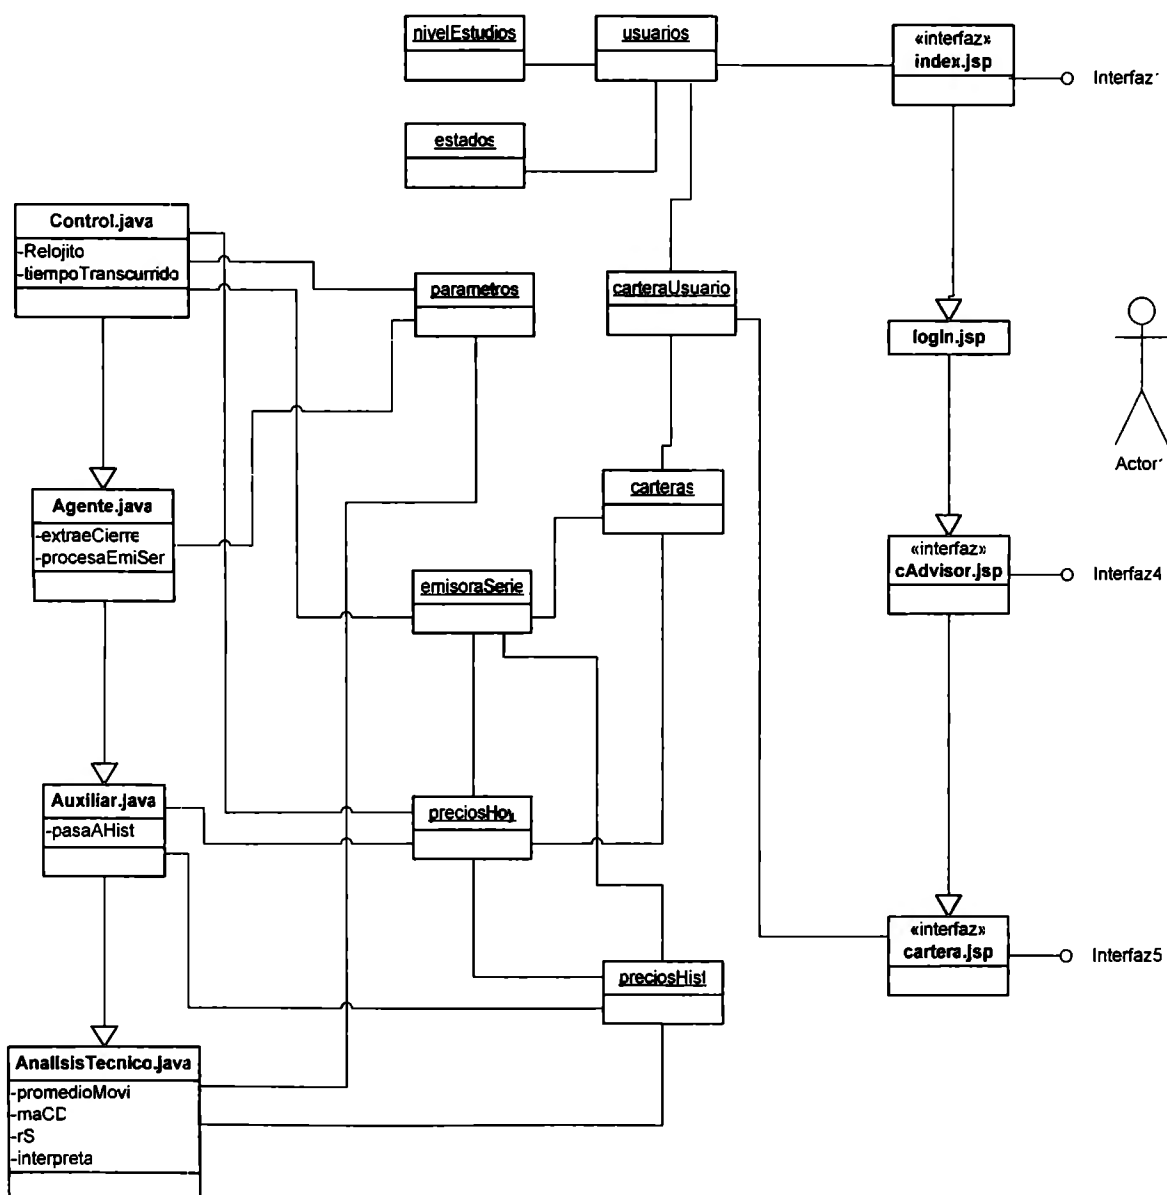 nivelEstudios
usuarios
«interfaz»
index.jsp
Interfaz1
estados
Control.java
-Relojito
-tiempoTranscurrido
parametros
carteraUsuario
logIn.jsp
Actor1
Agente.java
-extraeCierre
-procesaEmiSer
carteras
emisoraSerie
«interfaz»
cAdvisor.jsp
Interfaz4
Auxiliar.java
-pasaAHist
preciosHoy
«interfaz»
cartera.jsp
Interfaz5
preciosHist
AnalisisTecnico.java
-promedioMovi
-maCD
-rS
-interpreta